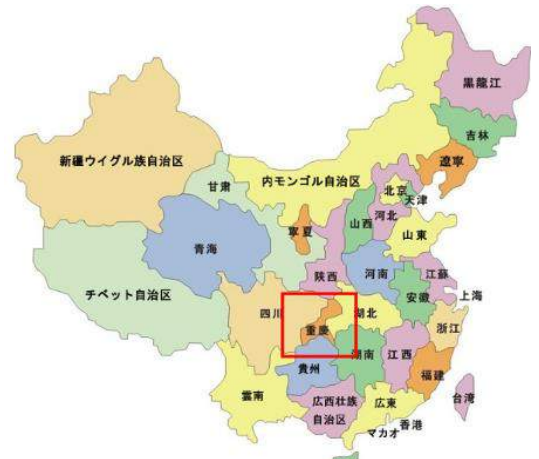 黒龍江
吉林
遼寧
新疆ウイグル族自治区
内モンゴル自治区
甘粛
北京
天津
河北
山西
寧夏
山東
青海
陝西
河南
江蘇
チベット自治区
四川
湖北
安徽
上海
重慶
浙江
湖南
江西
貴州
福建
雲南
広西壮族
自治区
広東
台湾
香港
マカオ